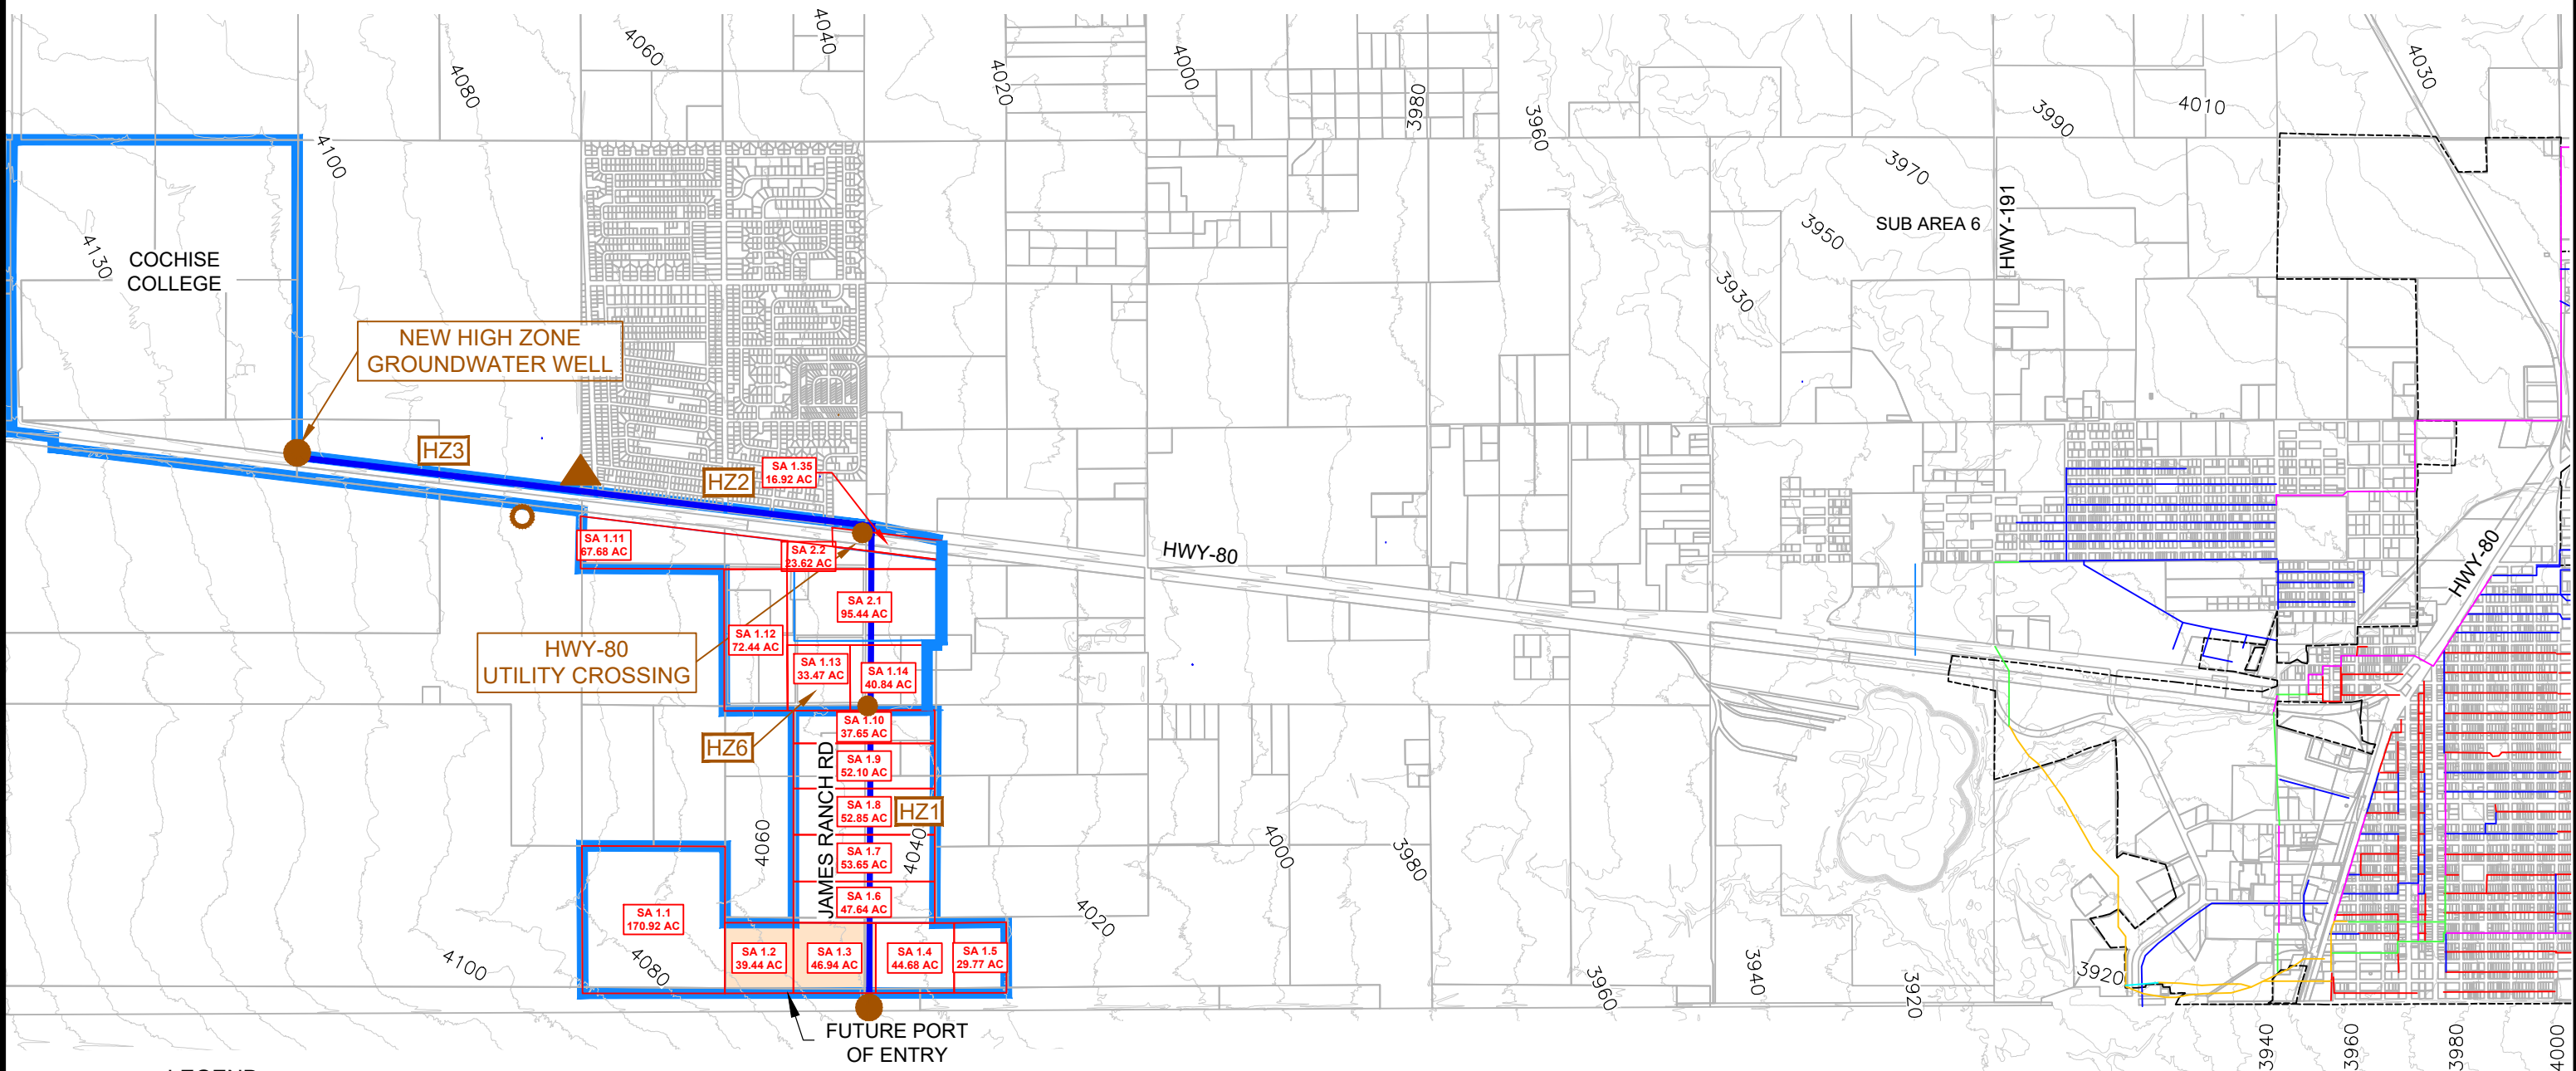 4040
4060
4080
4020
4000
3980
3960
3990
4010
4030
4100
3970
4130
COCHISE
COLLEGE
3950
SUB AREA 6
HWY-191
3930
NEW HIGH ZONE
GROUNDWATER WELL
HZ3
HZ2
SA 1.35
16.92 AC
SA 1.11
67.68 AC
SA 2.2
23.62 AC
HWY-80
HWY-80
SA 2.1
95.44 AC
HWY-80
UTILITY CROSSING
SA 1.12
72.44 AC
SA 1.13
33.47 AC
SA 1.14
40.84 AC
HZ6
SA 1.10
37.65 AC
SA 1.9
52.10 AC
SA 1.8
52.85 AC
HZ1
JAMES RANCH RD
4060
4040
SA 1.7
53.65 AC
4000
3980
SA 1.6
47.64 AC
SA 1.1
170.92 AC
4020
4100
4080
SA 1.2
39.44 AC
SA 1.3
46.94 AC
SA 1.4
44.68 AC
SA 1.5
29.77 AC
3960
3940
3920
3920
FUTURE PORT
OF ENTRY
3940
3960
3980
4000
LEGEND